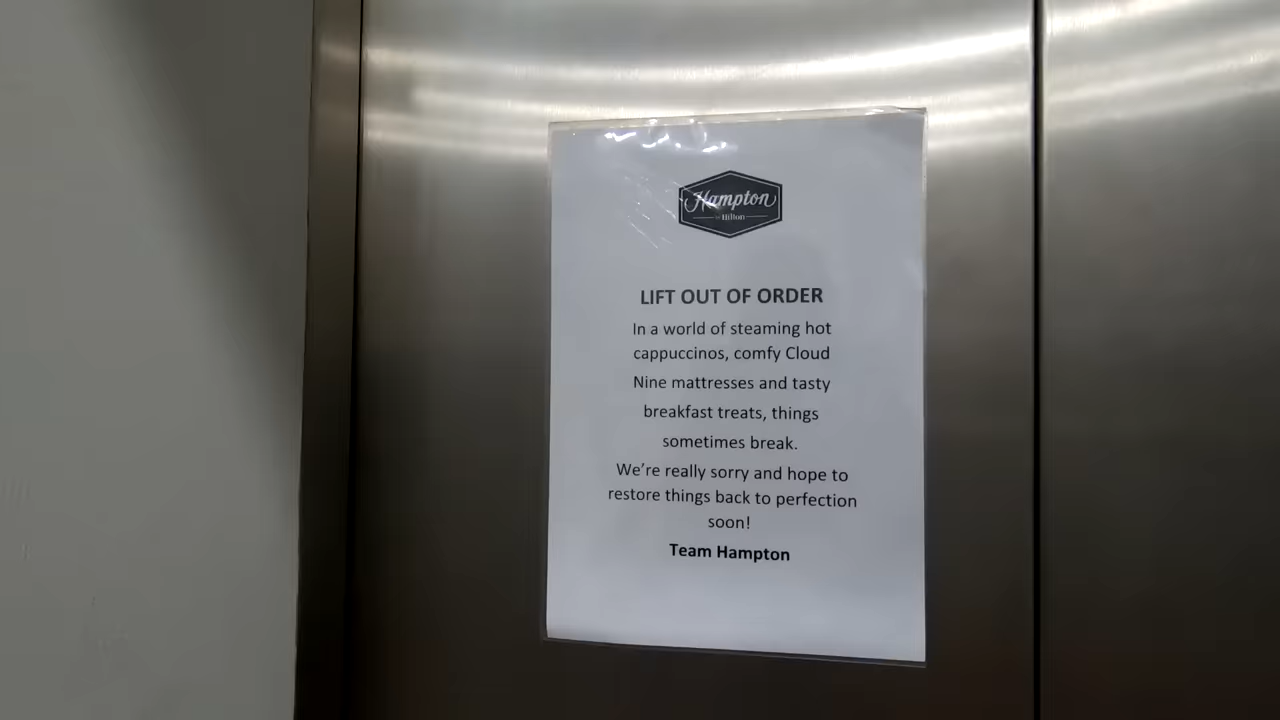 Hampton
by Hilton
LIFT OUT OF ORDER
In a world of steaming hot
cappuccinos, comfy Cloud
Nine mattresses and tasty
breakfast treats, things
sometimes break.
We're really sorry and hope to
restore things back to perfection
soon!
Team Hampton